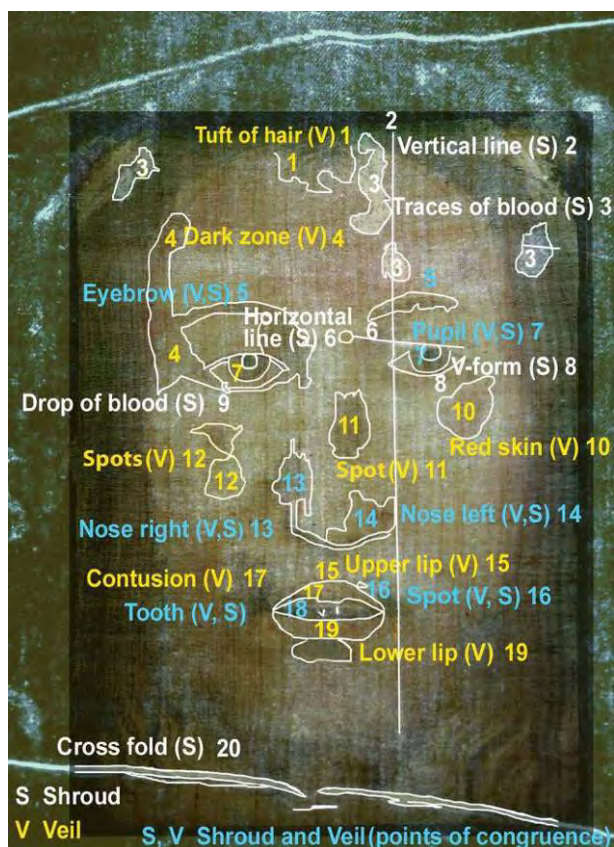 2
Tuft of hair (V) 1
Vertical line (S) 2
1
3
3
Traces of blood (S) 3
4 Dark zone (V) 4
3
3
Eyebrow (V,S) 5
5
Horizontal
line (S) 6
6
Pupil (V,S) 7
4
7
7
V-form (S) 8
8
Drop of blood (S) 9
11
10
Red skin (V) 10
Spots (V) 12
12
Spot (V) 11
13
14
Nose right (V,S) 13
Nose left (V,S) 14
15
Upper lip (V) 15
Contusion (V) 17
17
16
Spot (V, S) 16
Tooth (V, S)
18
19
Lower lip (V) 19
Cross fold (S) 20
S Shroud
V Veil
S, V Shroud and Veil (points of congruence)